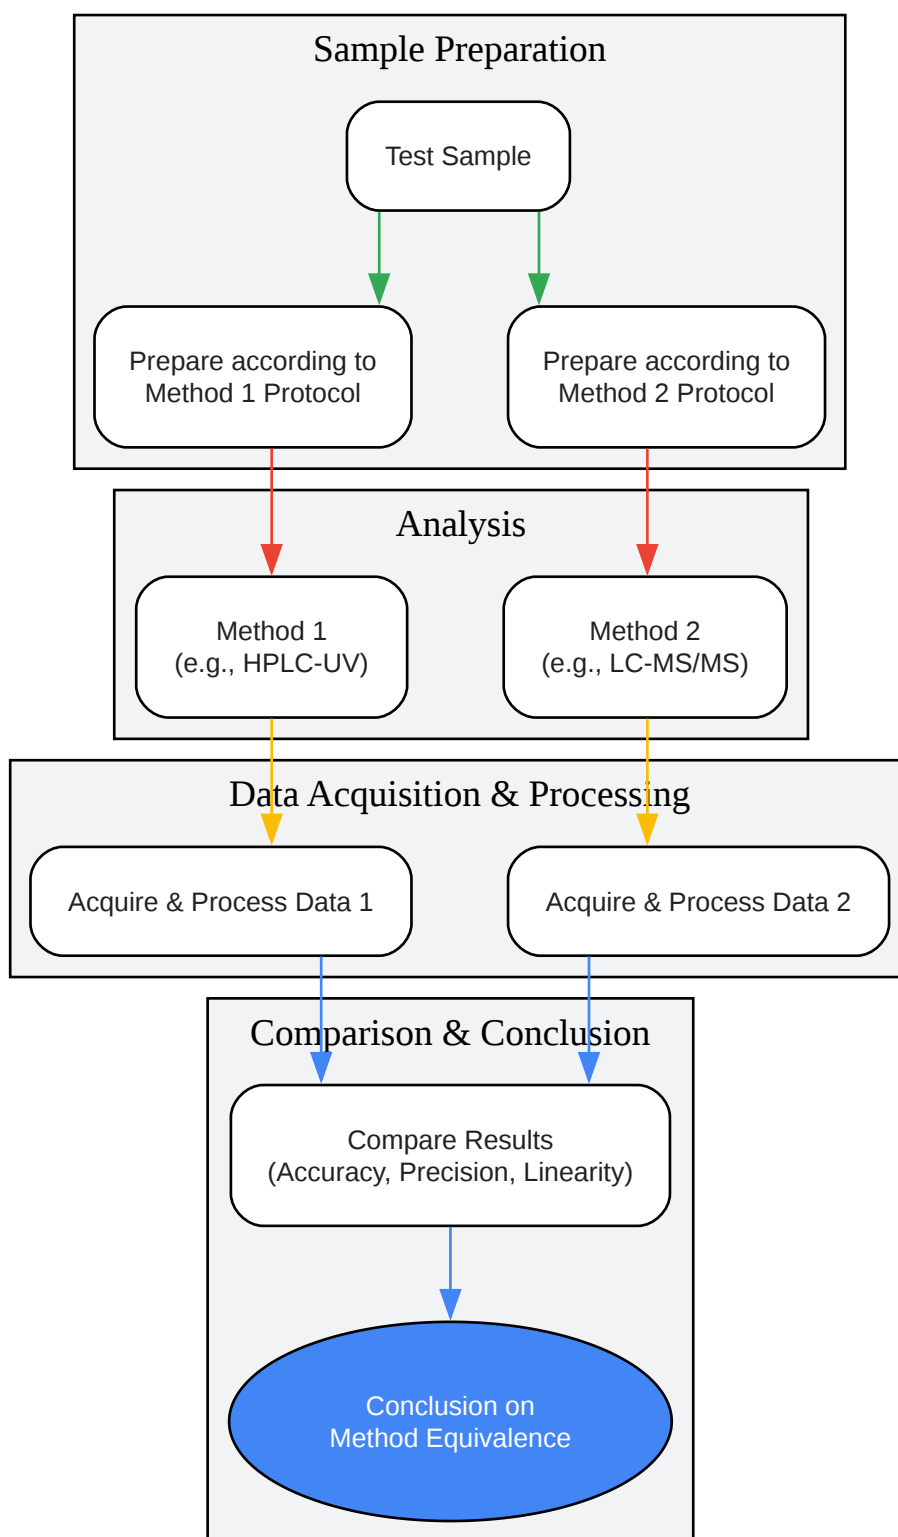 Sample Preparation
Test Sample
Prepare according to
Method 1 Protocol
Prepare according to
Method 2 Protocol
Analysis
Method 1
(e.g., HPLC-UV)
Method 2
(e.g., LC-MS/MS)
Data Acquisition & Processing
Acquire & Process Data 1
Acquire & Process Data 2
Comparison & Conclusion
Compare Results
(Accuracy, Precision, Linearity)
Conclusion on
Method Equivalence